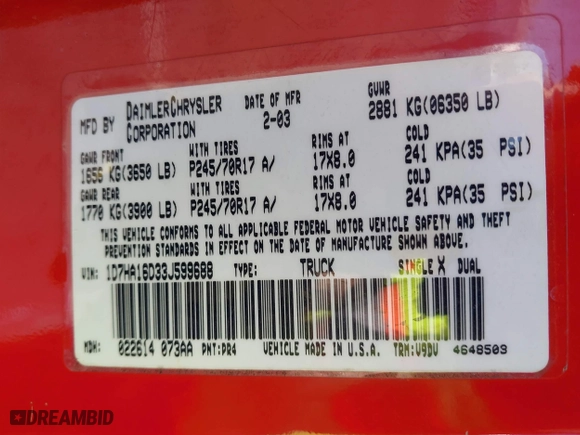 MFD BY DAIMLERCHRYSLER CORPORATION DATE OF MFR 2-03 GVWR 2881 KG(06350 LB)
GAWR FRONT WITH TIRES RIMS AT COLD
1656 KG(3650 LB) P245/70R17 A/ 17X8.0 241 KPA(35 PSI)
GAWR REAR WITH TIRES RIMS AT COLD
1770 KG(3900 LB) P245/70R17 A/ 17X8.0 241 KPA(35 PSI)
THIS VEHICLE CONFORMS TO ALL APPLICABLE FEDERAL MOTOR VEHICLE SAFETY AND THEFT
PREVENTION STANDARDS IN EFFECT ON THE DATE OF MANUFACTURE SHOWN ABOVE.
VIN: 1D7HA16D33J599688 TYPE: TRUCK SINGLE X DUAL
MDH: 022614 073AA PNT:PR4 VEHICLE MADE IN U.S.A. TRM:V9DV 4648503
DREAMBID